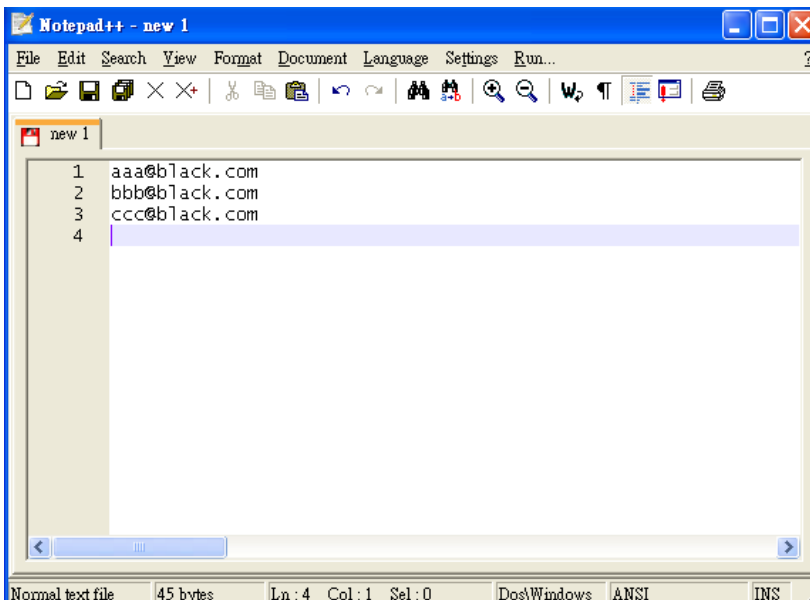 Notepad++ - new 1
File Edit Search View Format Document Language Settings Run... ?
new 1
1 aaa@black.com
2 bbb@black.com
3 ccc@black.com
4
Normal text file 45 bytes Ln : 4 Col : 1 Sel : 0 Dos\Windows ANSI INS